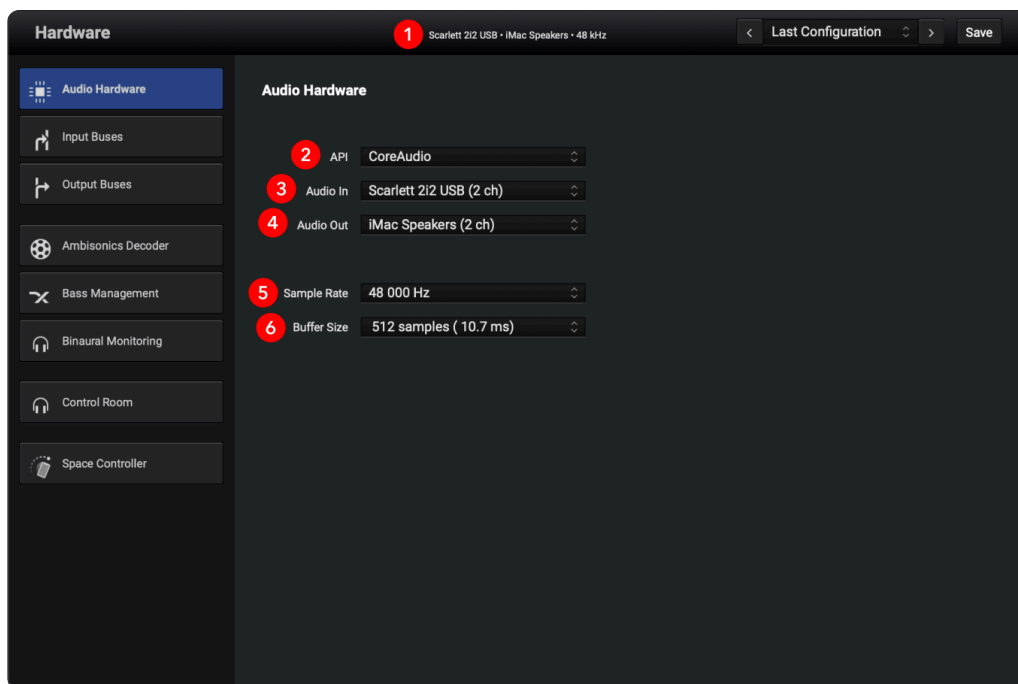 Hardware
1 Scarlett 2i2 USB • iMac Speakers • 48 kHz
< Last Configuration > Save
Audio Hardware
Input Buses
Output Buses
Ambisonics Decoder
Bass Management
Binaural Monitoring
Control Room
Space Controller
Audio Hardware
2 API CoreAudio
3 Audio In Scarlett 2i2 USB (2 ch)
4 Audio Out iMac Speakers (2 ch)
5 Sample Rate 48 000 Hz
6 Buffer Size 512 samples ( 10.7 ms)